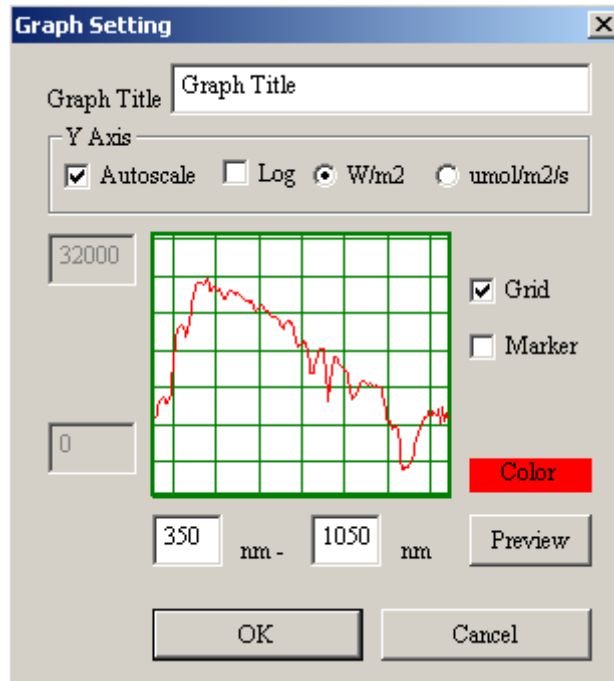 Graph Setting
Graph Title Graph Title
Y Axis
Autoscale Log W/m2 umol/m2/s
32000
Grid
Marker
0
Color
350 nm - 1050 nm Preview
OK Cancel